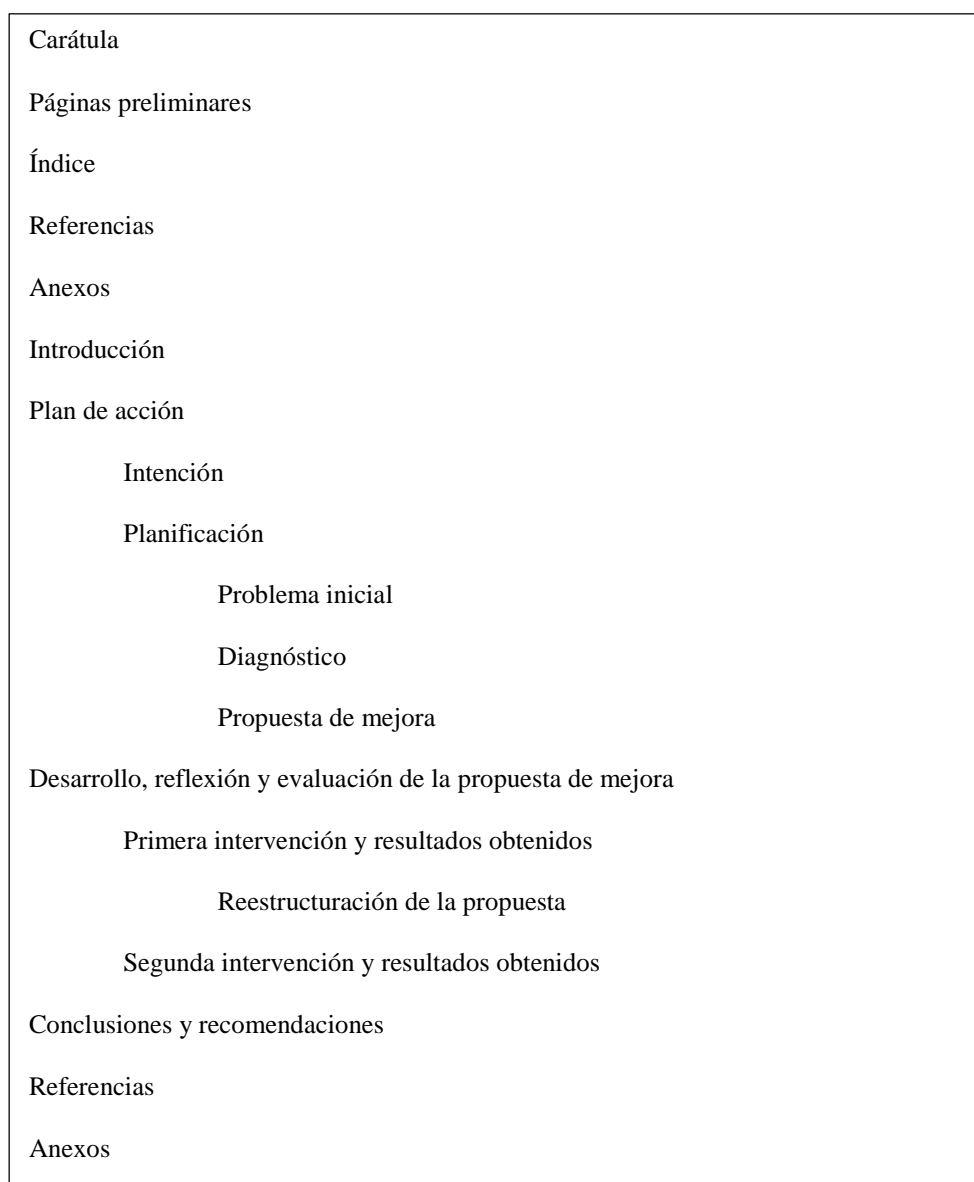 Carátula
Páginas preliminares
Índice
Referencias
Anexos
Introducción
Plan de acción
Intención
Planificación
Problema inicial
Diagnóstico
Propuesta de mejora
Desarrollo, reflexión y evaluación de la propuesta de mejora
Primera intervención y resultados obtenidos
Reestructuración de la propuesta
Segunda intervención y resultados obtenidos
Conclusiones y recomendaciones
Referencias
Anexos